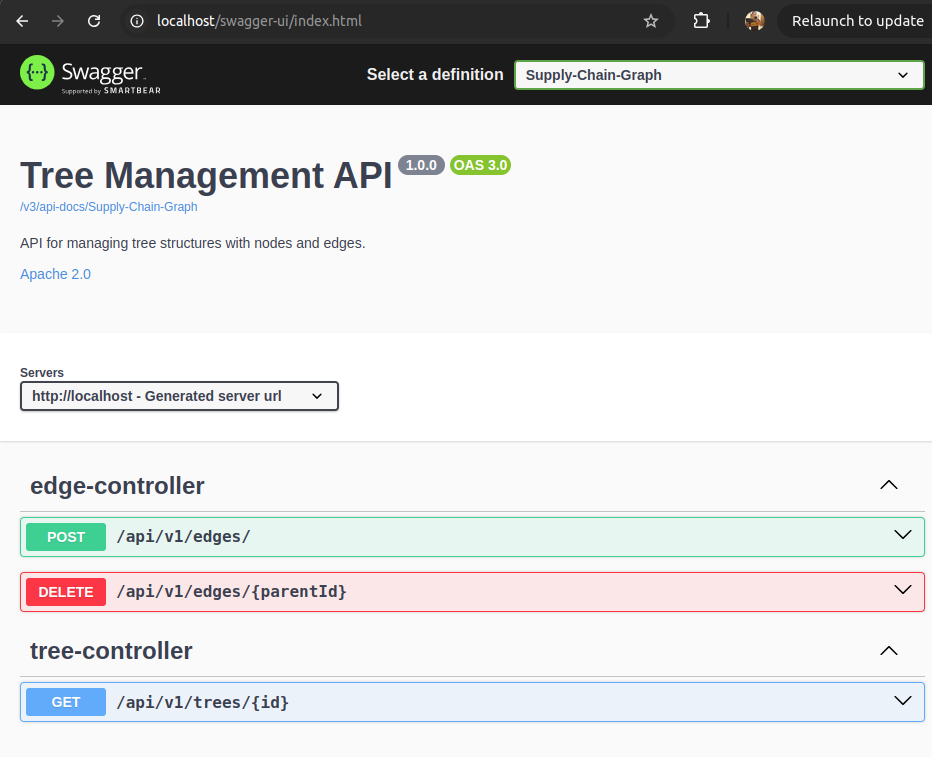 localhost/swagger-ui/index.html
Relaunch to update
Swagger
Supported by SMARTBEAR
Select a definition
Supply-Chain-Graph
Tree Management API 1.0.0 OAS 3.0
/v3/api-docs/Supply-Chain-Graph
API for managing tree structures with nodes and edges.
Apache 2.0
Servers
http://localhost - Generated server url
edge-controller
POST /api/v1/edges/
DELETE /api/v1/edges/{parentId}
tree-controller
GET /api/v1/trees/{id}